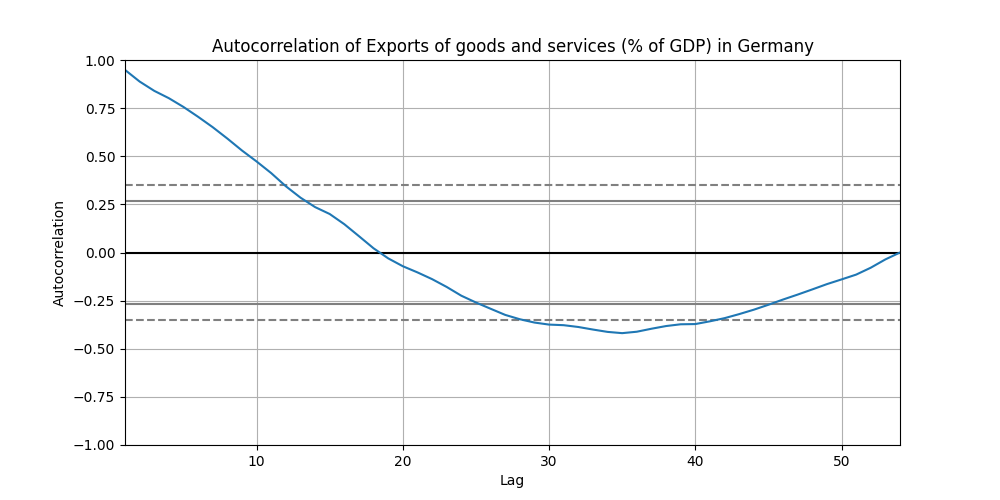 Autocorrelation of Exports of goods and services (% of GDP) in Germany
1.00
0.75
0.50
0.25
0.00
−0.25
−0.50
−0.75
−1.00
Autocorrelation
10 20 30 40 50
Lag